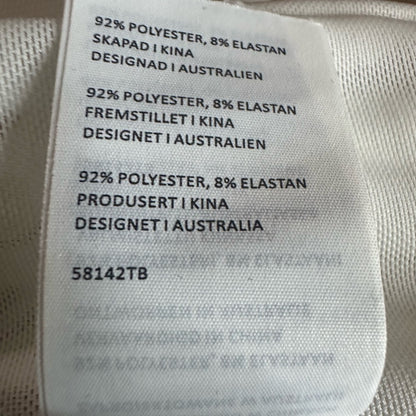 92% POLYESTER, 8% ELASTAN
SKAPAD I KINA
DESIGNAD I AUSTRALIEN
92% POLYESTER, 8% ELASTAN
FREMSTILLET I KINA
DESIGNET I AUSTRALIEN
92% POLYESTER, 8% ELASTAN
PRODUSERT I KINA
DESIGNET I AUSTRALIA
58142TB